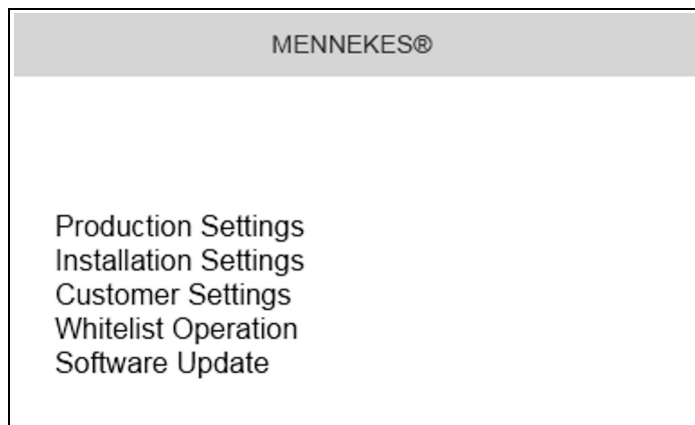 MENNEKES®
Production Settings
Installation Settings
Customer Settings
Whitelist Operation
Software Update